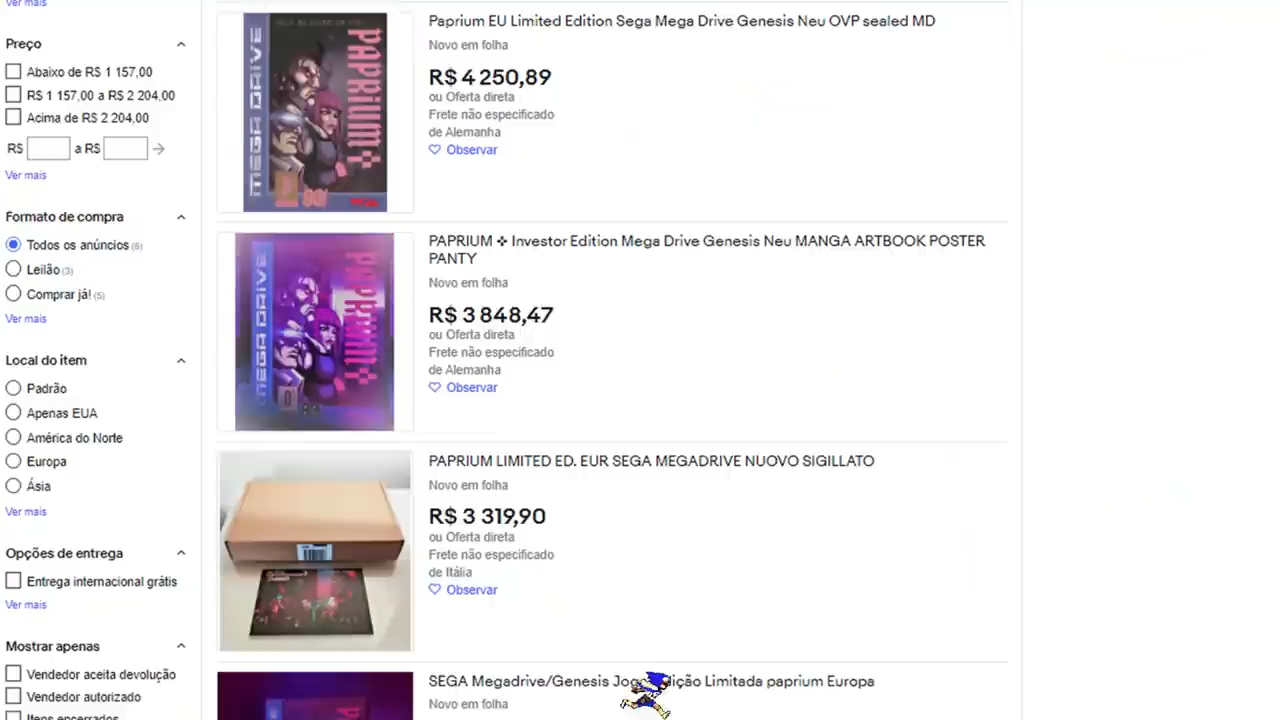 Ver mais
Preço
Abaixo de R$ 1 157,00
R$ 1 157,00 a R$ 2 204,00
Acima de R$ 2 204,00
R$ a R$
Ver mais
Formato de compra
Todos os anúncios (8)
Leilão (3)
Comprar já! (5)
Ver mais
Local do item
Padrão
Apenas EUA
América do Norte
Europa
Ásia
Ver mais
Opções de entrega
Entrega internacional grátis
Ver mais
Mostrar apenas
Vendedor aceita devolução
Vendedor autorizado
Itens encerrados
MEGA DRIVE
PAPRIUM
Paprium EU Limited Edition Sega Mega Drive Genesis Neu OVP sealed MD
Novo em folha
R$ 4 250,89
ou Oferta direta
Frete não especificado
de Alemanha
Observar
MEGA DRIVE
PAPRIUM
PAPRIUM ✤ Investor Edition Mega Drive Genesis Neu MANGA ARTBOOK POSTER
PANTY
Novo em folha
R$ 3 848,47
ou Oferta direta
Frete não especificado
de Alemanha
Observar
PAPRIUM LIMITED ED. EUR SEGA MEGADRIVE NUOVO SIGILLATO
Novo em folha
R$ 3 319,90
ou Oferta direta
Frete não especificado
de Itália
Observar
SEGA Megadrive/Genesis Limitada paprium Europa
Novo em folha